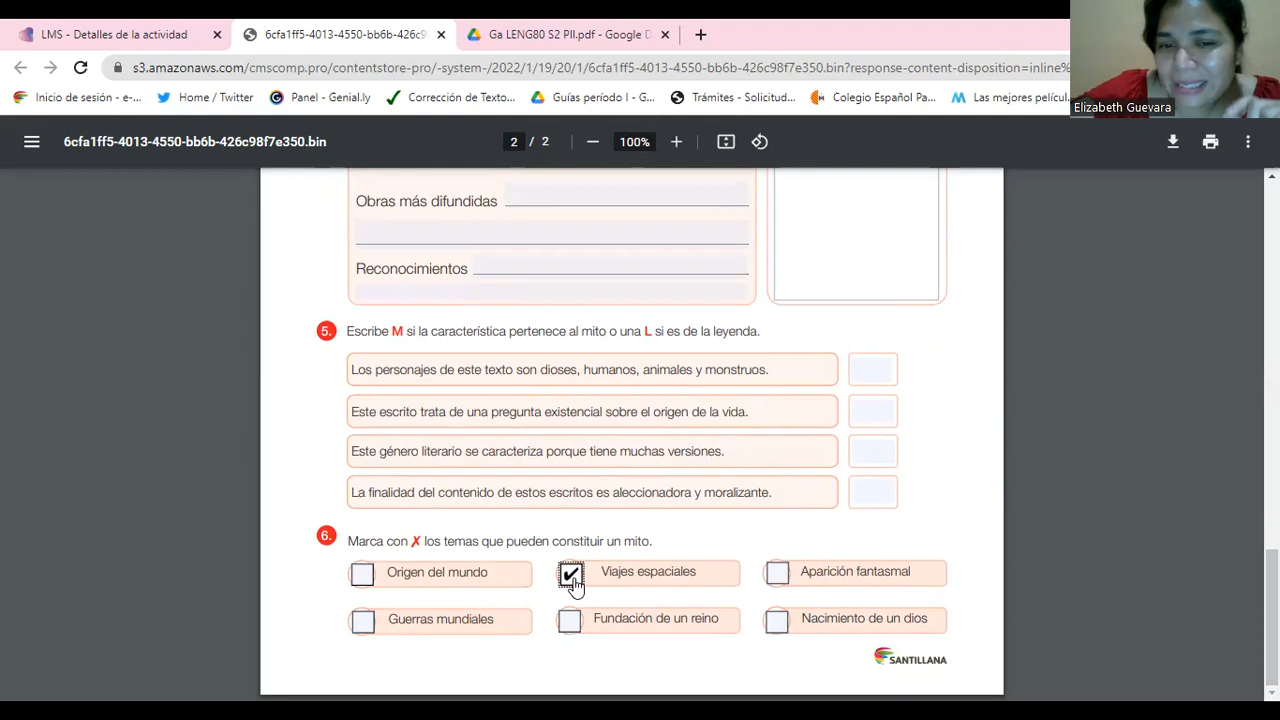 LMS - Detalles de la actividad
6cfa1ff5-4013-4550-bb6b-426c9
Ga LENG80 S2 PII.pdf - Google D
s3.amazonaws.com/cmscomp.pro/contentstore-pro/-system-/2022/1/19/20/1/6cfa1ff5-4013-4550-bb6b-426c98f7e350.bin?response-content-disposition=inline%
Elizabeth Guevara
Inicio de sesión - e-...
Home / Twitter
Panel - Genial.ly
Corrección de Texto...
Guías período I - G...
Trámites - Solicitud...
Colegio Español Pa...
Las mejores películ...
6cfa1ff5-4013-4550-bb6b-426c98f7e350.bin
2 / 2
100%
Obras más difundidas
Reconocimientos
5. Escribe M si la característica pertenece al mito o una L si es de la leyenda.
Los personajes de este texto son dioses, humanos, animales y monstruos.
Este escrito trata de una pregunta existencial sobre el origen de la vida.
Este género literario se caracteriza porque tiene muchas versiones.
La finalidad del contenido de estos escritos es aleccionadora y moralizante.
6. Marca con ✗ los temas que pueden constituir un mito.
Origen del mundo
Viajes espaciales
Aparición fantasmal
Guerras mundiales
Fundación de un reino
Nacimiento de un dios
SANTILLANA